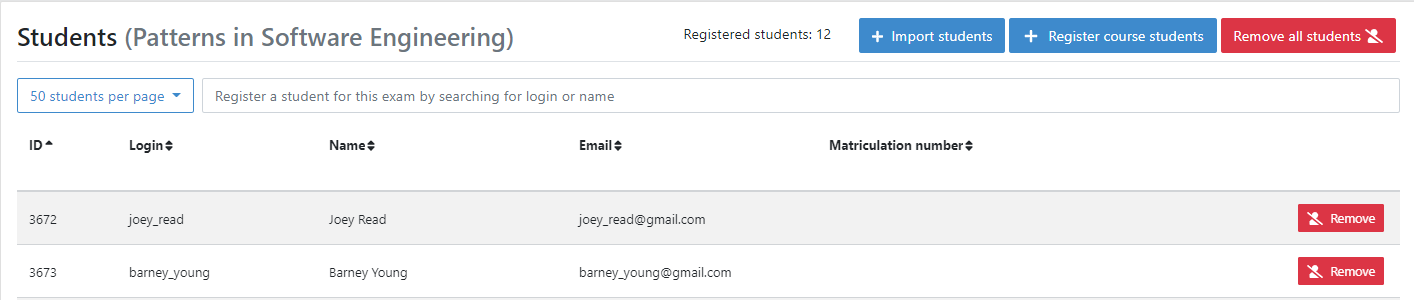 Students (Patterns in Software Engineering) Registered students: 12 Import students Register course students Remove all students
50 students per page Register a student for this exam by searching for login or name
ID Login Name Email Matriculation number
3672 joey_read Joey Read joey_read@gmail.com Remove
3673 barney_young Barney Young barney_young@gmail.com Remove